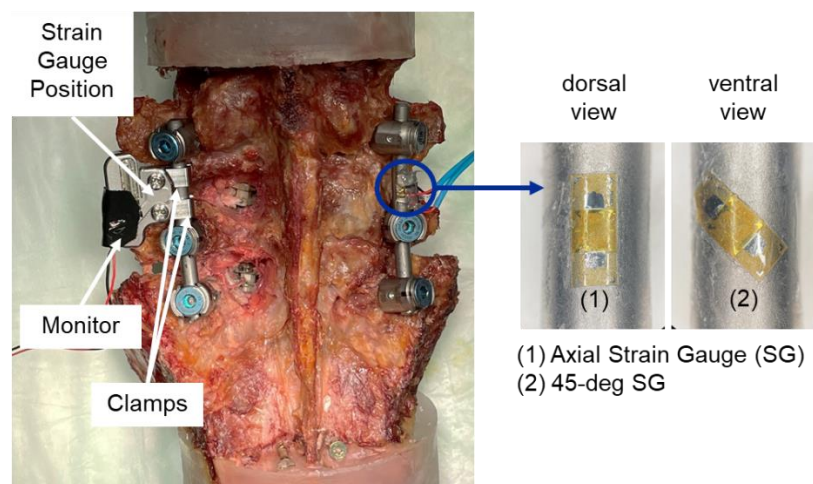 Strain
Gauge
Position
Monitor
Clamps
dorsal
view
ventral
view
(1)
(2)
(1) Axial Strain Gauge (SG)
(2) 45-deg SG